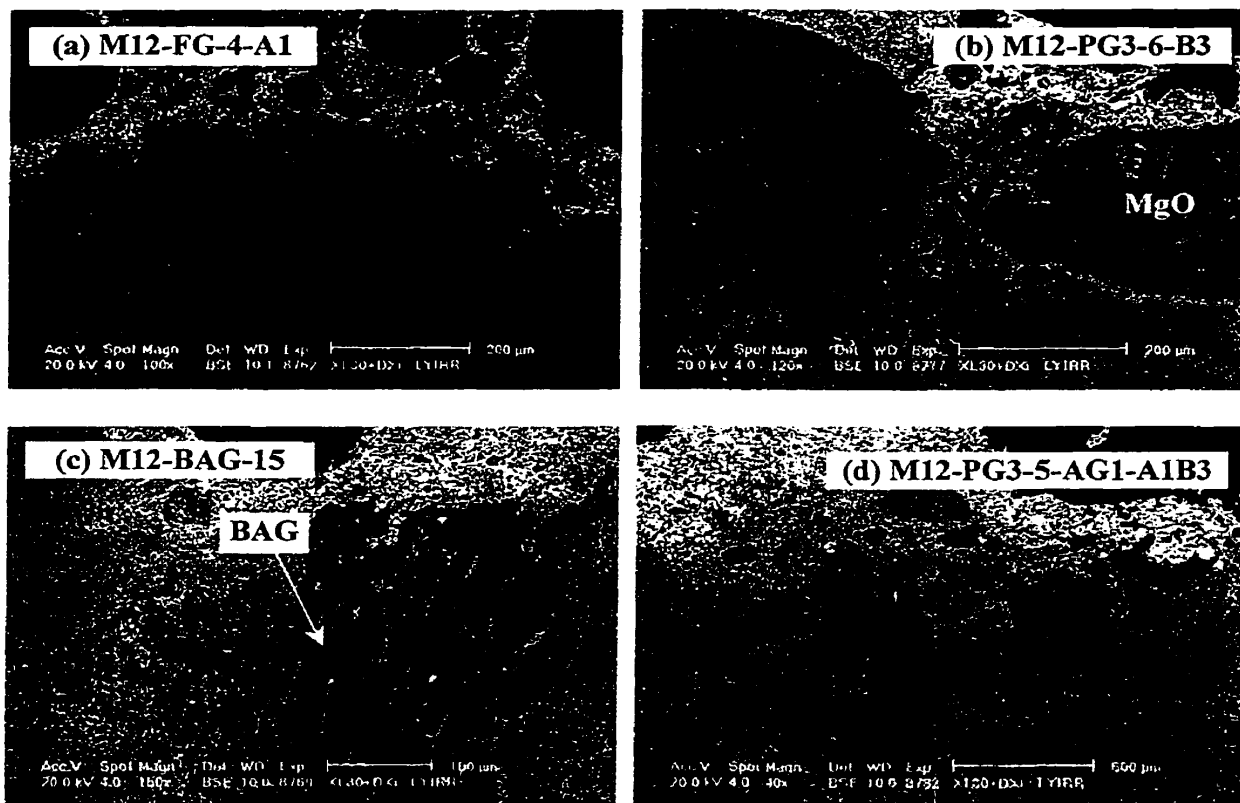 (a) M12-FG-4-A1
Acc.V Spot Magn Det WD Exp 200 µm
20.0 kV 4.0 100x BSE 10.1 8762
(b) M12-PG3-6-B3
MgO
Acc.V Spot Magn Det WD Exp 200 µm
20.0 kV 4.0 120x BSE 10.0
(c) M12-BAG-15
BAG
Acc.V Spot Magn Det WD Exp 100 µm
20.0 kV 4.0 BSE 10.0
(d) M12-PG3-5-AG1-A1B3
Acc.V Spot Magn Det WD Exp
20.0 kV 4.0 40x BSE 10.0